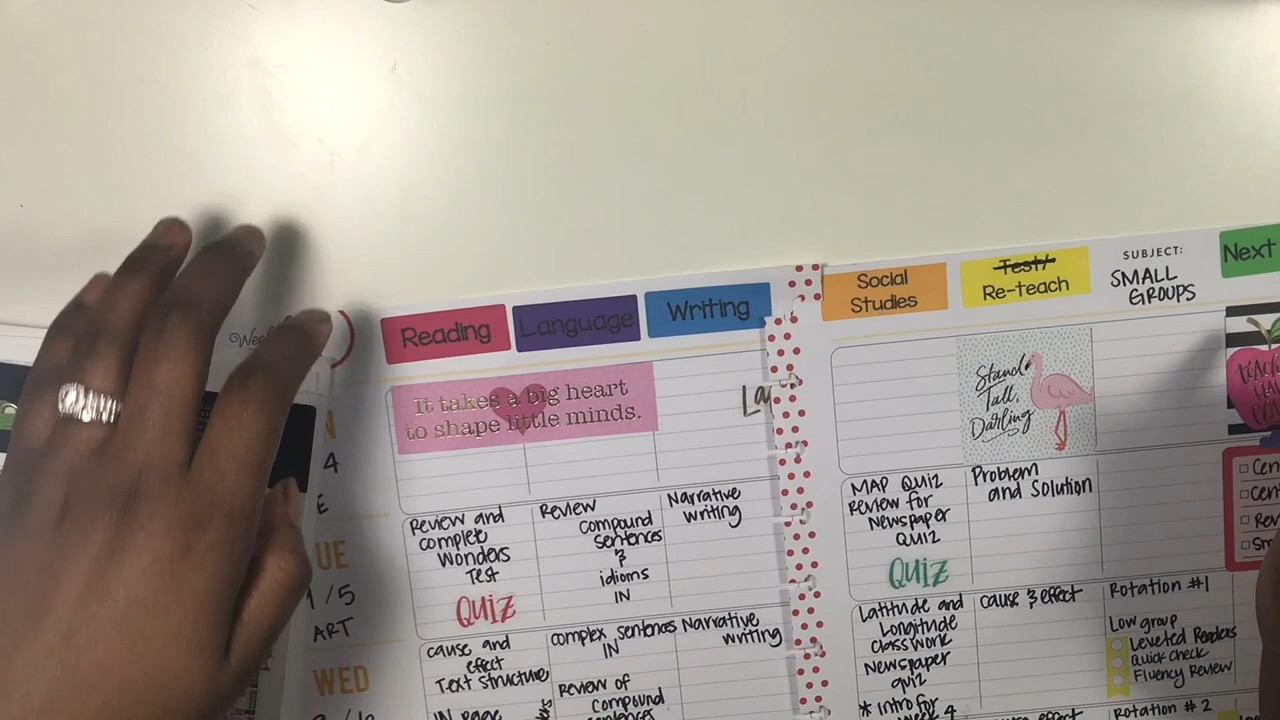 Reading
Language
Writing
Social
Studies
Test/
Re-teach
SUBJECT:
SMALL
GROUPS
Next
It takes a big heart
to shape little minds.
Stand
Tall,
Darling
4
E
UE
/5
ART
WED
Review and
complete
Wonders
Test
QUIZ
Review
compound
sentences
&
idioms
IN
Narrative
writing
MAP QUIZ
Review for
Newspaper
QUIZ
QUIZ
Problem
and Solution
cause and
effect
Text structure
complex sentences
IN
Review of
compound
Narrative
writing
Latitude and
Longitude
classwork
Newspaper
quiz
* Intro for
cause & effect
Rotation #1
Low group
Leveled Readers
Quick Check
Fluency Review
Rotation #2